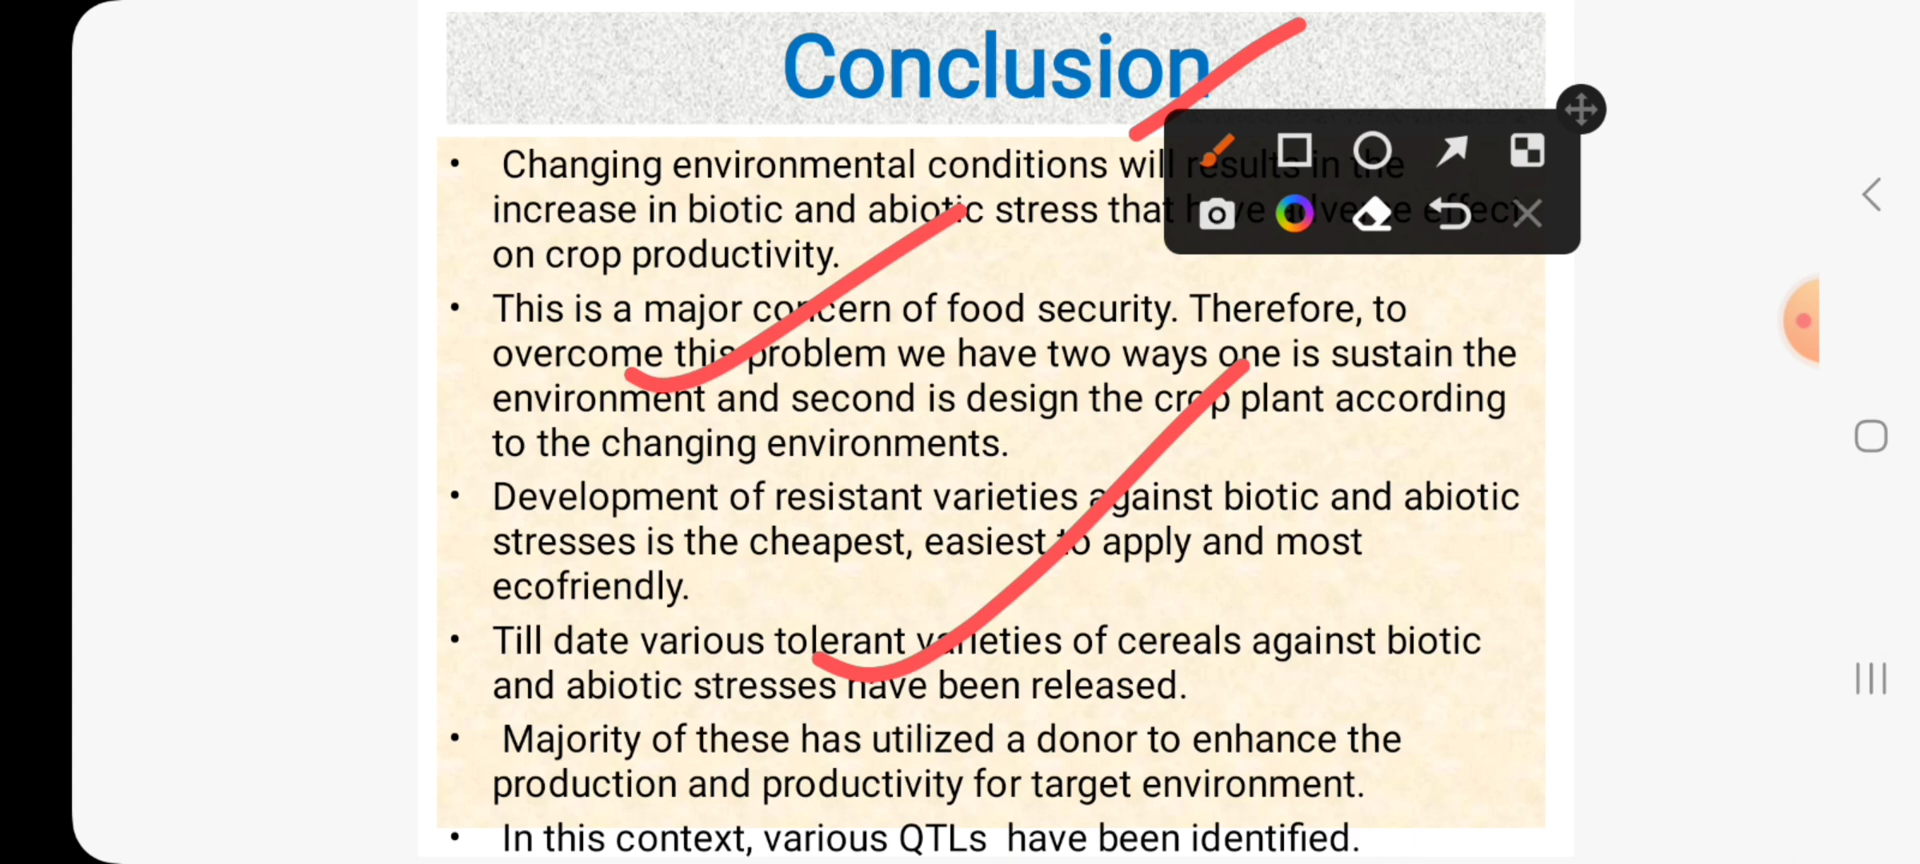 Conclusion
• Changing environmental conditions will results in the
increase in biotic and abiotic stress that have adverse effect
on crop productivity.
• This is a major concern of food security. Therefore, to
overcome this problem we have two ways one is sustain the
environment and second is design the crop plant according
to the changing environments.
• Development of resistant varieties against biotic and abiotic
stresses is the cheapest, easiest to apply and most
ecofriendly.
• Till date various tolerant varieties of cereals against biotic
and abiotic stresses have been released.
• Majority of these has utilized a donor to enhance the
production and productivity for target environment.
• In this context, various QTLs have been identified.